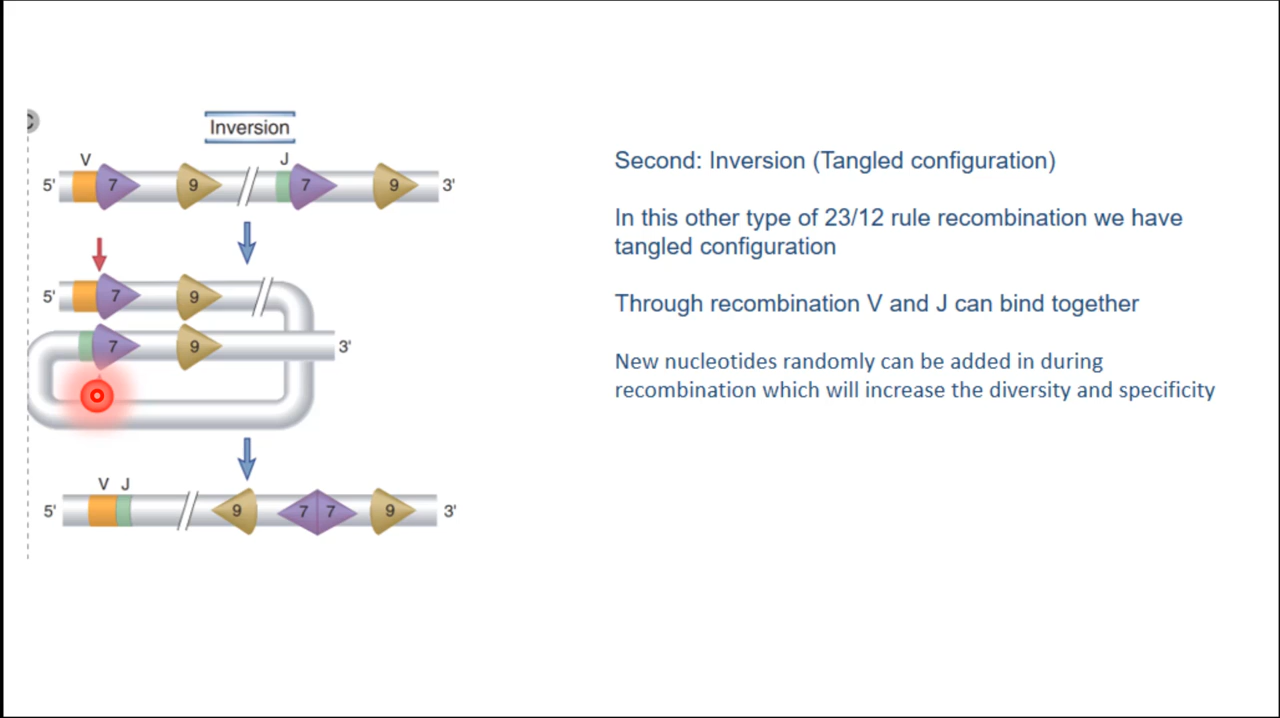 C
Inversion
V J
5' 7 9 7 9 3'
5' 7 9
7 9 3'
V J
5' 9 7 7 9 3'
Second: Inversion (Tangled configuration)
In this other type of 23/12 rule recombination we have
tangled configuration
Through recombination V and J can bind together
New nucleotides randomly can be added in during
recombination which will increase the diversity and specificity